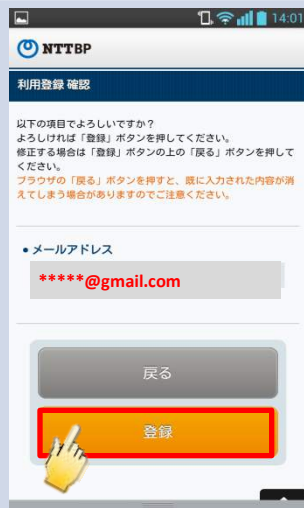 14:01
NTTBP
利用登録 確認
以下の項目でよろしいですか？
よろしければ「登録」ボタンを押してください。
修正する場合は「登録」ボタンの上の「戻る」ボタンを押して
ください。
ブラウザの「戻る」ボタンを押すと、既に入力された内容が消
えてしまう場合がありますのでご注意ください。
• メールアドレス
*****@gmail.com
戻る
登録